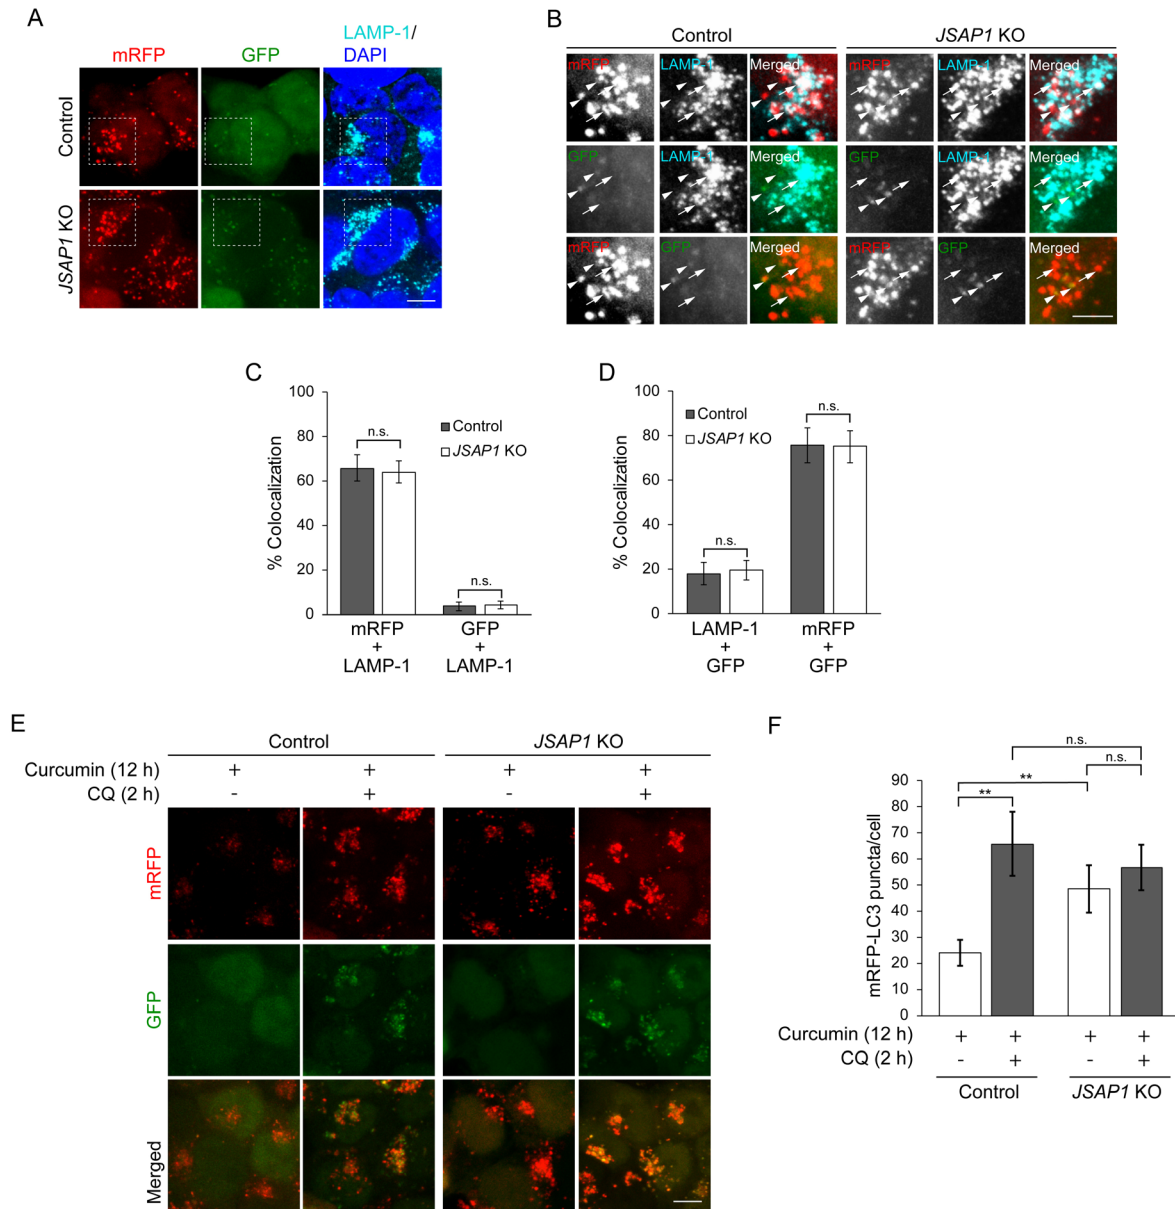 A
mRFP
GFP
LAMP-1/
DAPI
Control
JSAP1 KO
B
Control
JSAP1 KO
mRFP
LAMP-1
Merged
mRFP
LAMP-1
Merged
GFP
LAMP-1
Merged
GFP
LAMP-1
Merged
mRFP
GFP
Merged
mRFP
GFP
Merged
C
% Colocalization
100
80
60
40
20
0
n.s.
n.s.
Control
JSAP1 KO
mRFP
+
LAMP-1
GFP
+
LAMP-1
D
% Colocalization
100
80
60
40
20
0
Control
JSAP1 KO
n.s.
n.s.
LAMP-1
+
GFP
mRFP
+
GFP
E
Control
JSAP1 KO
Curcumin (12 h) + + + +
CQ (2 h) - + - +
mRFP
GFP
Merged
F
mRFP-LC3 puncta/cell
90
80
70
60
50
40
30
20
10
0
n.s.
n.s.
**
**
Curcumin (12 h) + + + +
CQ (2 h) - + - +
Control
JSAP1 KO